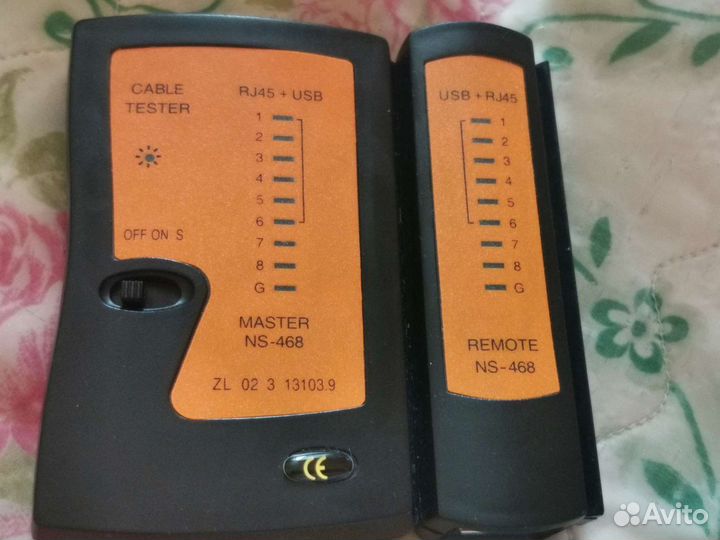 CABLE
TESTER
OFF ON S
RJ45 + USB
1
2
3
4
5
6
7
8
G
MASTER
NS-468
ZL 02 3 13103.9
CE
USB + RJ45
1
2
3
4
5
6
7
8
G
REMOTE
NS-468
Avito